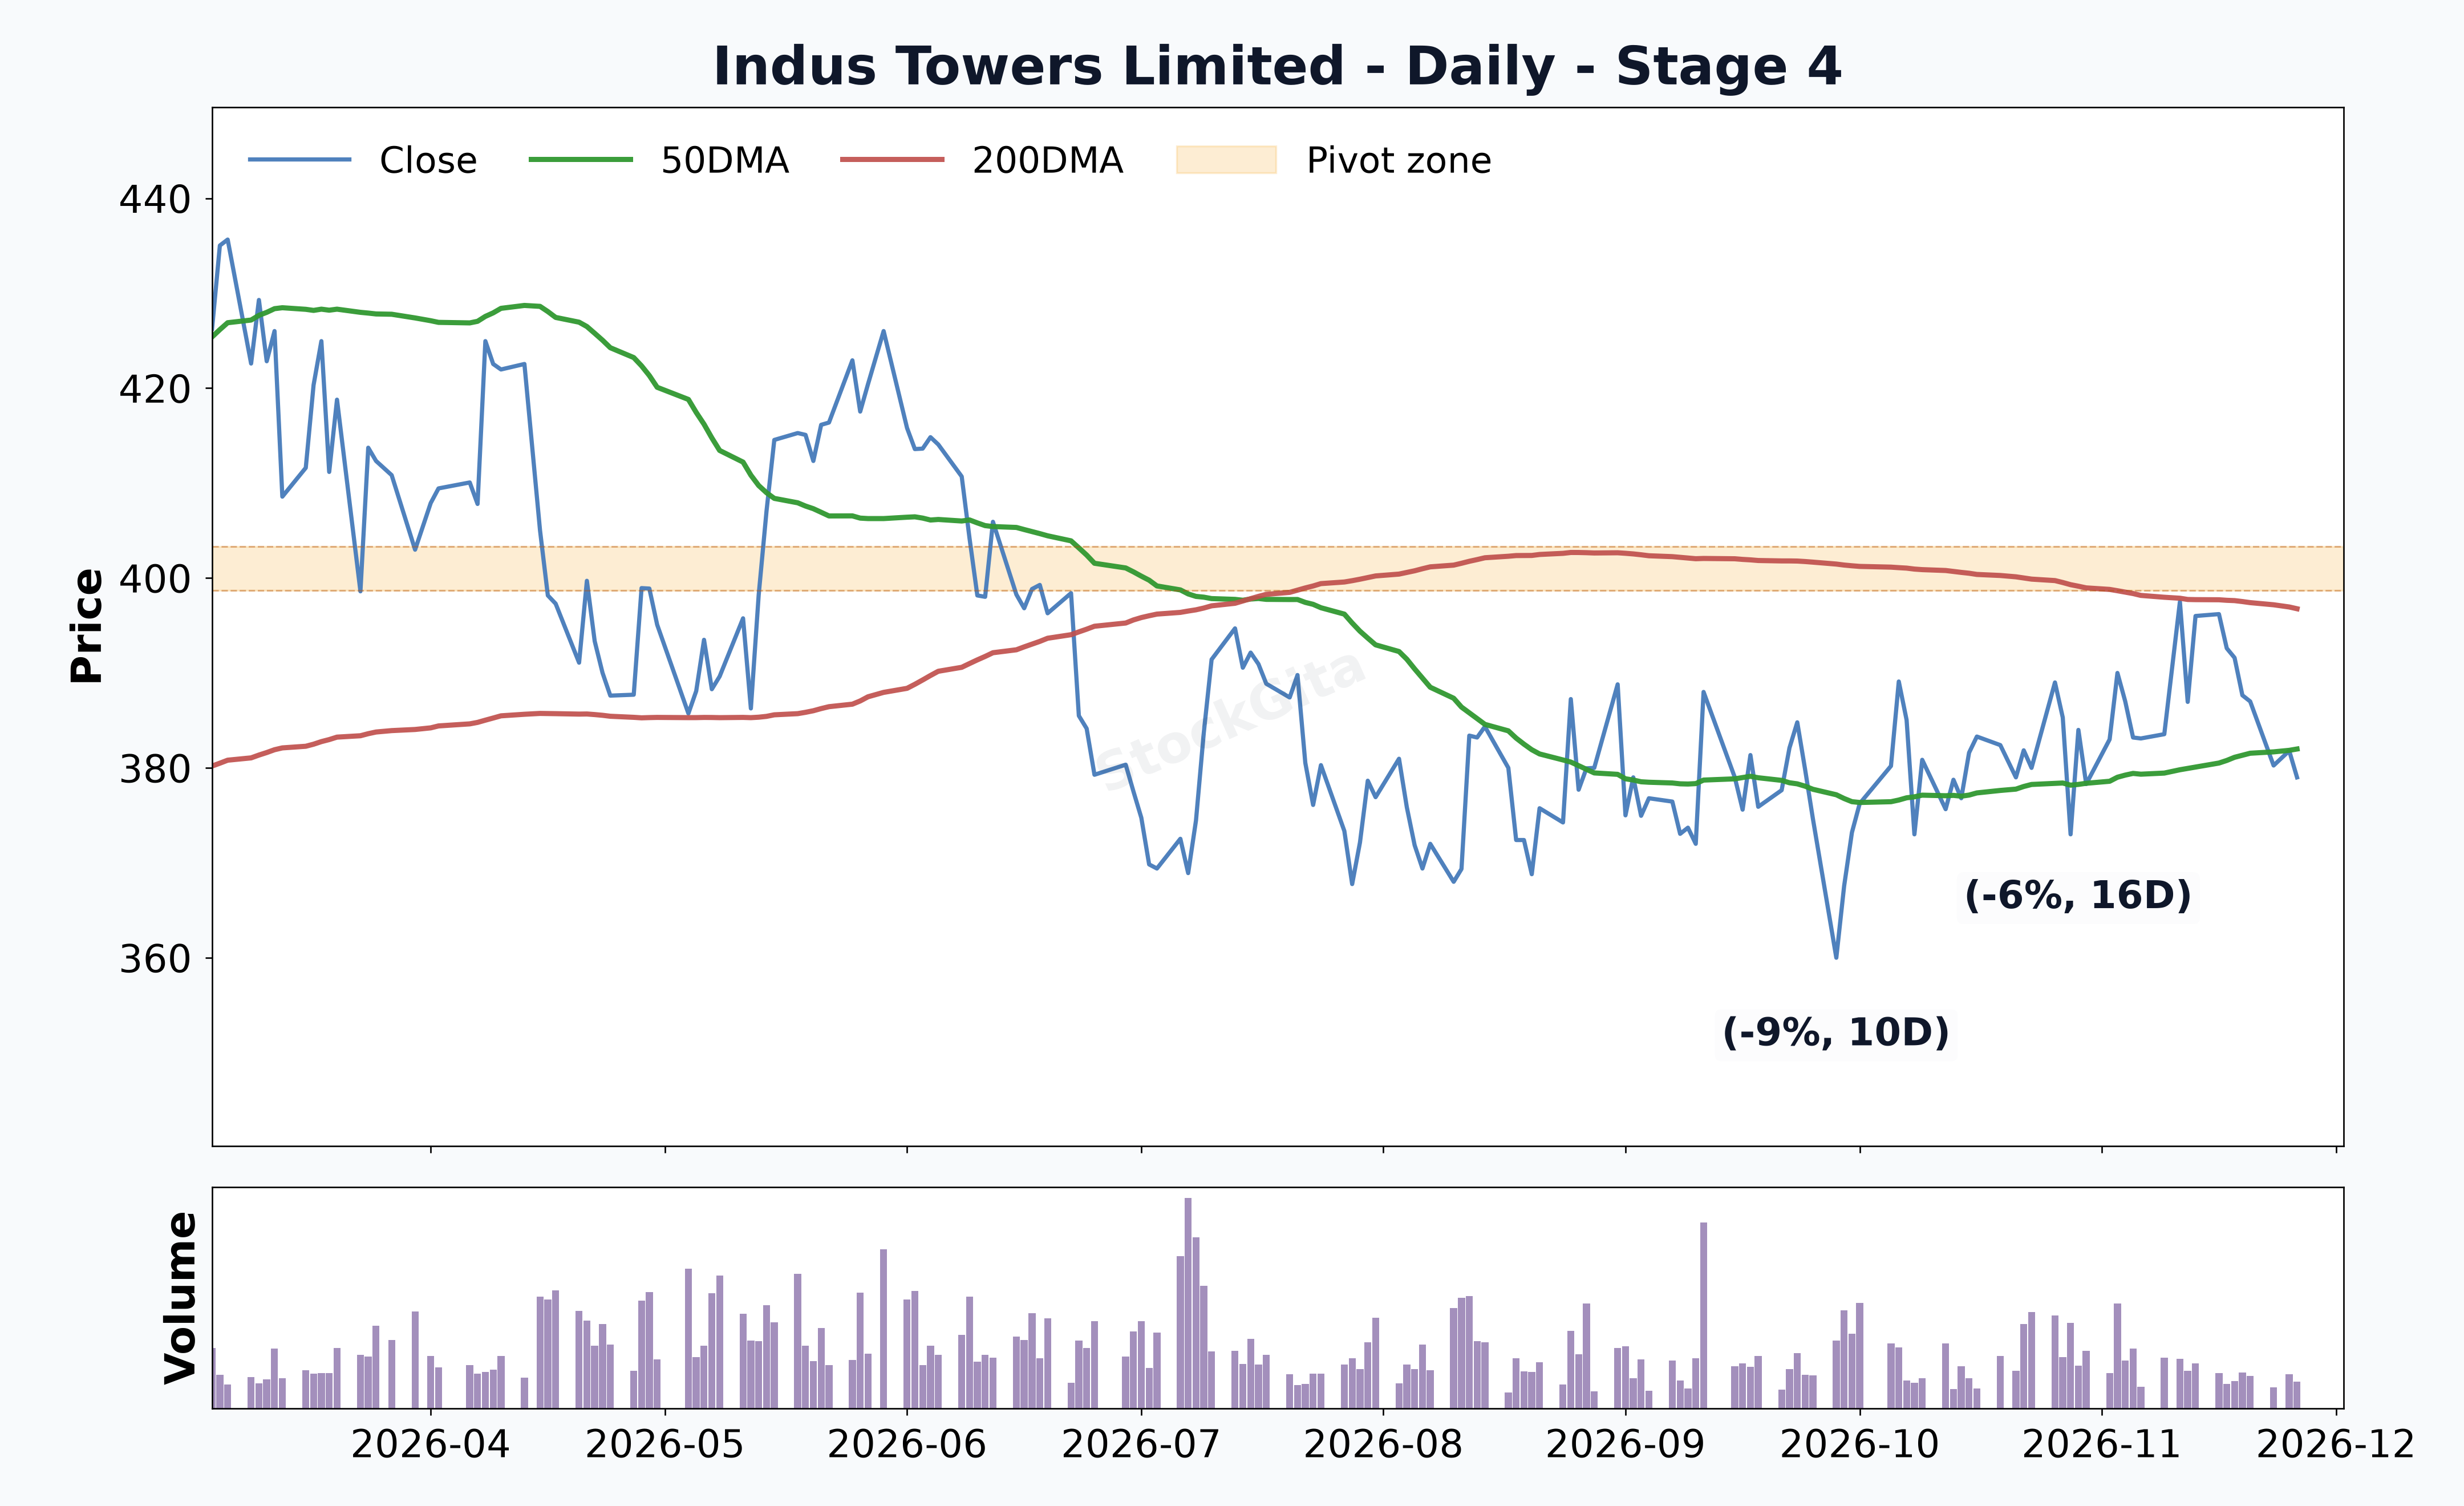 Indus Towers Limited - Daily - Stage 4
Close 50DMA 200DMA Pivot zone
440
420
400
380
360
Price
StockGita
(-6%, 16D)
(-9%, 10D)
Volume
2026-04 2026-05 2026-06 2026-07 2026-08 2026-09 2026-10 2026-11 2026-12